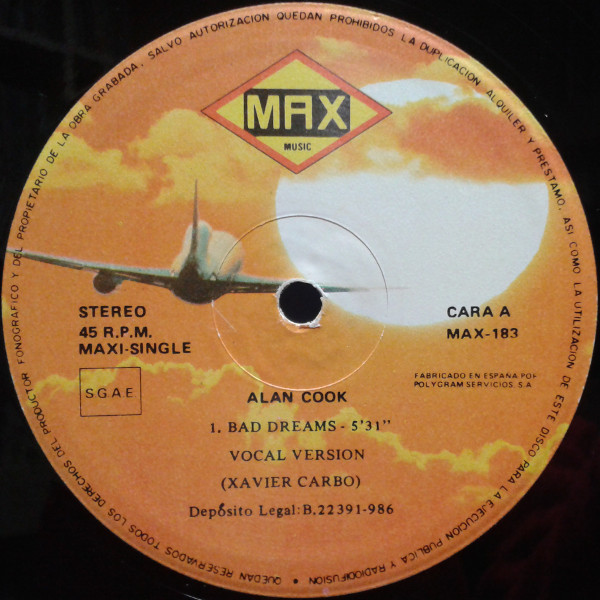 QUEDAN RESERVADOS TODOS LOS DERECHOS DEL PRODUCTOR FONOGRAFICO Y DEL PROPIETARIO DE LA OBRA GRABADA, SALVO AUTORIZACION QUEDAN PROHIBIDOS LA DUPLICACION, ALQUILER Y PRESTAMO, ASI COMO LA UTILIZACION DE ESTE DISCO PARA LA EJECUCION PUBLICA Y RADIODIFUSION •
MAX
MUSIC
STEREO
45 R.P.M.
MAXI-SINGLE
S.G.A.E.
CARA A
MAX-183
FABRICADO EN ESPAÑA POR
POLYGRAM SERVICIOS, S.A.
ALAN COOK
1. BAD DREAMS - 5'31"
VOCAL VERSION
(XAVIER CARBO)
Depósito Legal: B.22391-986